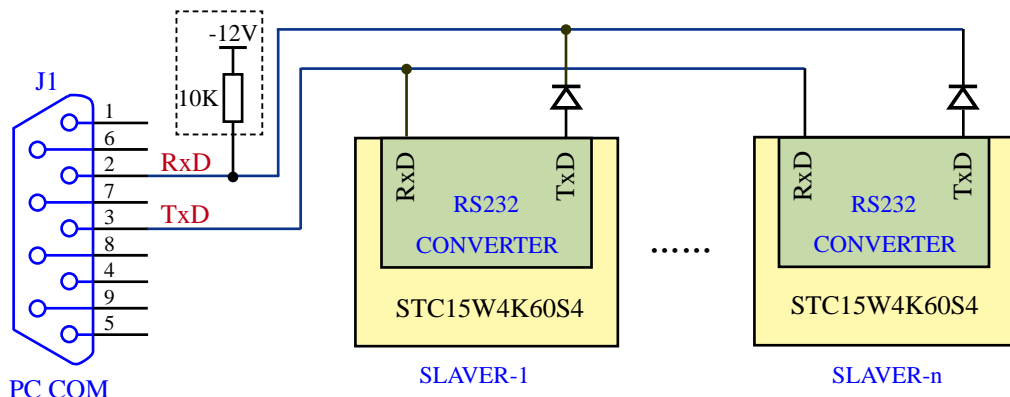 -12V
10K
J1
1
6
2
7
3
8
4
9
5
RxD
TxD
PC COM
RxD
TxD
RS232
CONVERTER
STC15W4K60S4
SLAVER-1
......
RxD
TxD
RS232
CONVERTER
STC15W4K60S4
SLAVER-n